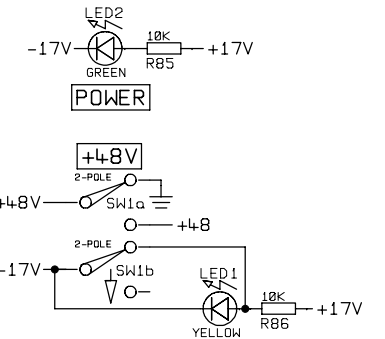 LED2
-17V
10K
+17V
GREEN
R85
POWER
+48V
2-POLE
+48V
SW1a
+48
2-POLE
-17V
SW1b
LED1
10K
+17V
R86
YELLOW